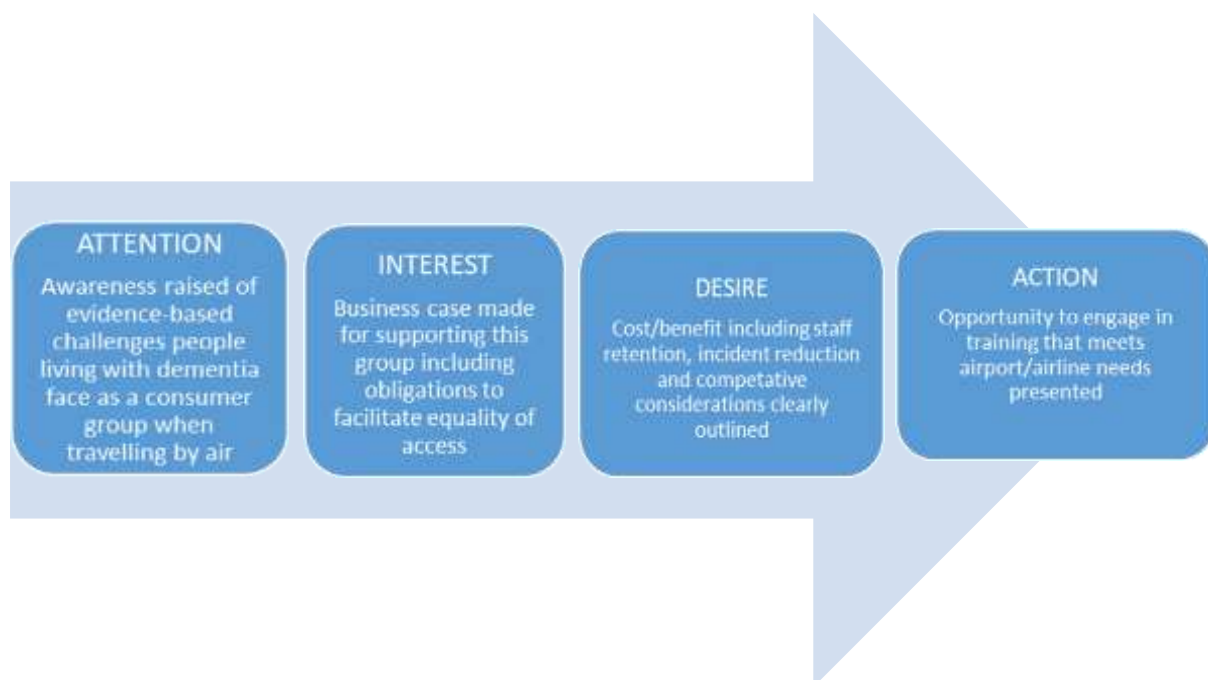 ATTENTION
Awareness raised of
evidence-based
challenges people
living with dementia
face as a consumer
group when
travelling by air
INTEREST
Business case made
for supporting this
group including
obligations to
facilitate equality of
access
DESIRE
Cost/benefit including staff
retention, incident reduction
and competative
considerations clearly
outlined
ACTION
Opportunity to engage in
training that meets
airport/airline needs
presented